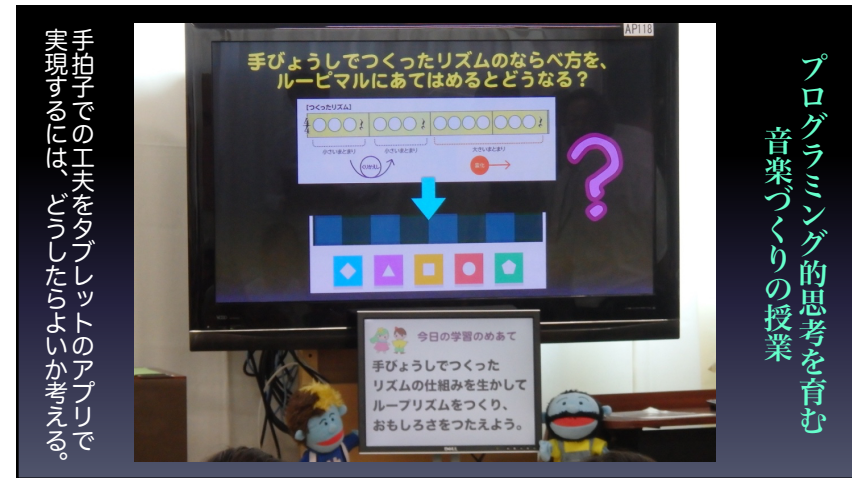 プログラミング的思考を育む
音楽づくりの授業
手拍子での工夫をタブレットのアプリで
実現するには、どうしたらよいか考える。
AP118
手びょうしでつくったリズムのならべ方を、
ルーピマルにあてはめるとどうなる？
[つくったリズム]
小さいまとまり
小さいまとまり
大きいまとまり
?
今日の学習のめあて
手びょうしでつくった
リズムの仕組みを生かして
ループリズムをつくり、
おもしろさをつたえよう。
DELL